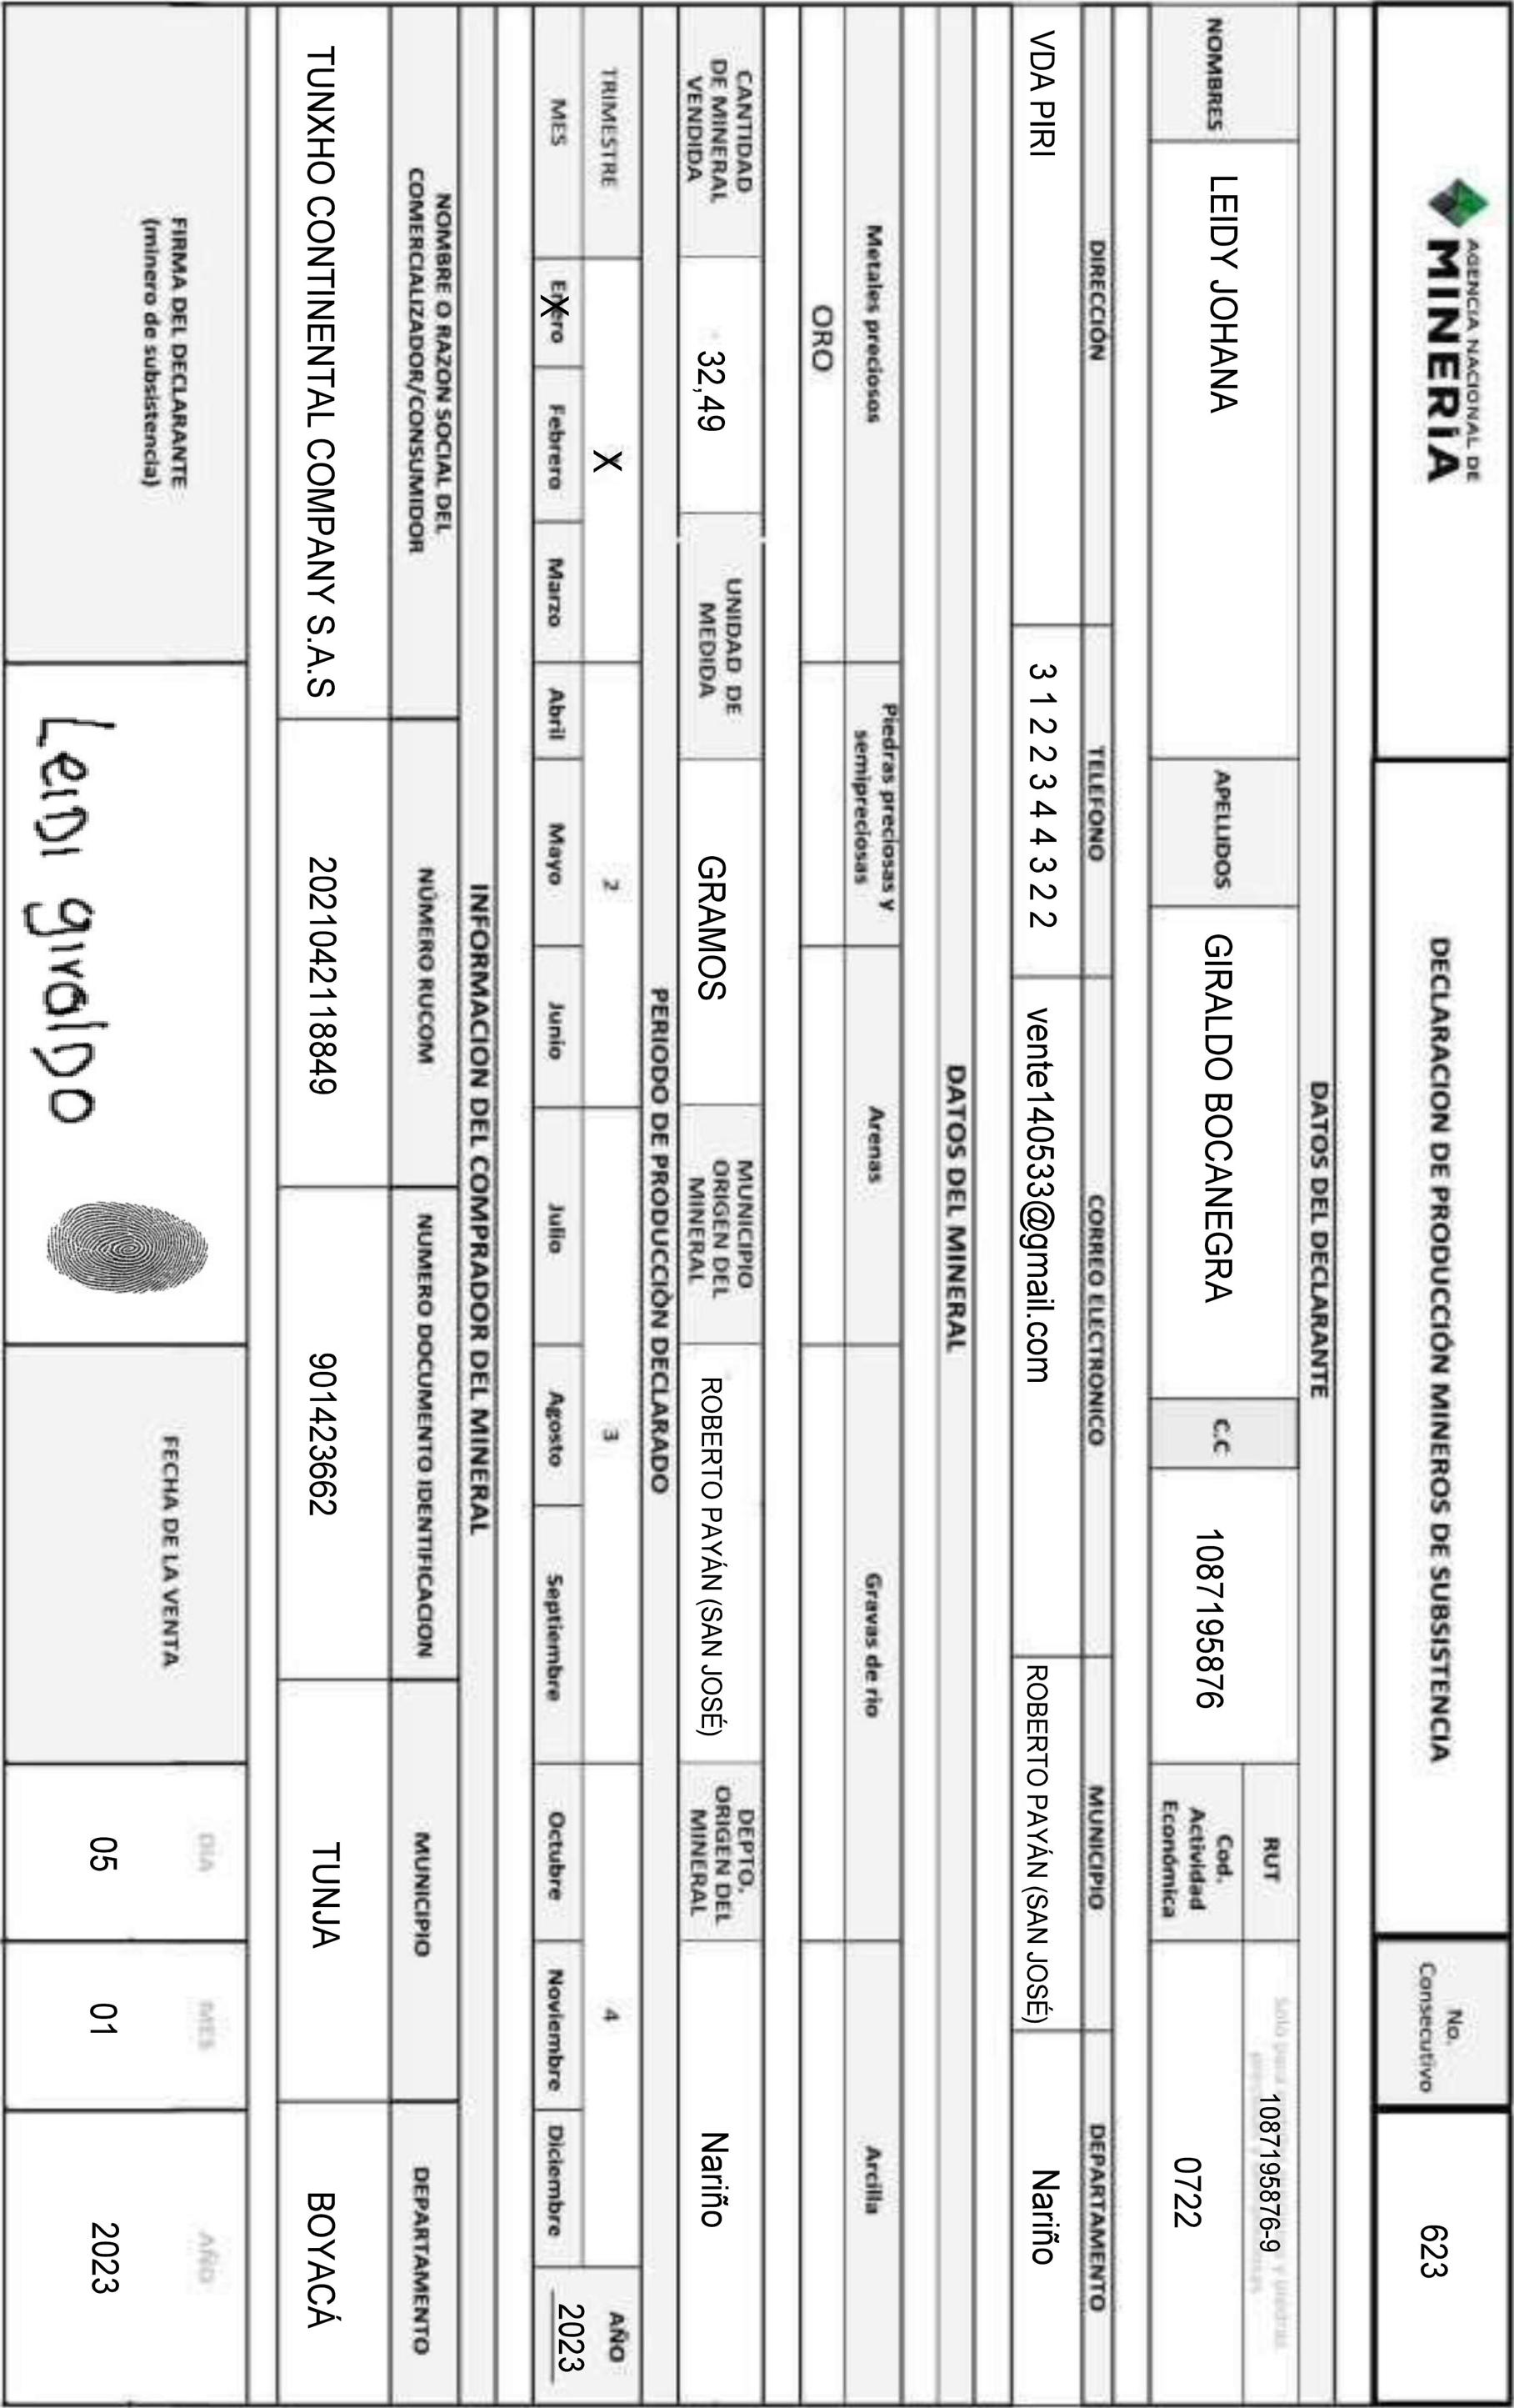 AGENCIA NACIONAL DE
MINERÍA
DECLARACION DE PRODUCCIÓN MINEROS DE SUBSISTENCIA
No.
Consecutivo
623
DATOS DEL DECLARANTE
NOMBRES
LEIDY JOHANA
APELLIDOS
GIRALDO BOCANEGRA
C.C
1087195876
RUT
Solo para
y piedras
1087195876-9
Cod.
Actividad
Económica
0722
DIRECCIÓN
TELEFONO
CORREO ELECTRONICO
MUNICIPIO
DEPARTAMENTO
VDA PIRI
3 1 2 2 3 4 4 3 2 2
vente140533@gmail.com
ROBERTO PAYÁN (SAN JOSÉ)
Nariño
DATOS DEL MINERAL
Metales preciosos
Piedras preciosas y
semipreciosas
Arenas
Gravas de rio
Arcilla
ORO
CANTIDAD
DE MINERAL
VENDIDA
32,49
UNIDAD DE
MEDIDA
GRAMOS
MUNICIPIO
ORIGEN DEL
MINERAL
ROBERTO PAYÁN (SAN JOSÉ)
DEPTO.
ORIGEN DEL
MINERAL
Nariño
PERIODO DE PRODUCCIÒN DECLARADO
TRIMESTRE
X
2
3
4
AÑO
MES
Enero
X
Febrero
Marzo
Abril
Mayo
Junio
Julio
Agosto
Septiembre
Octubre
Noviembre
Diciembre
2023
INFORMACION DEL COMPRADOR DEL MINERAL
NOMBRE O RAZON SOCIAL DEL
COMERCIALIZADOR/CONSUMIDOR
NÚMERO RUCOM
NUMERO DOCUMENTO IDENTIFICACION
MUNICIPIO
DEPARTAMENTO
TUNXHO CONTINENTAL COMPANY S.A.S
2021042118849
901423662
TUNJA
BOYACÁ
FIRMA DEL DECLARANTE
(minero de subsistencia)
LeiDi giralDo
FECHA DE LA VENTA
DIA
MES
AÑO
05
01
2023